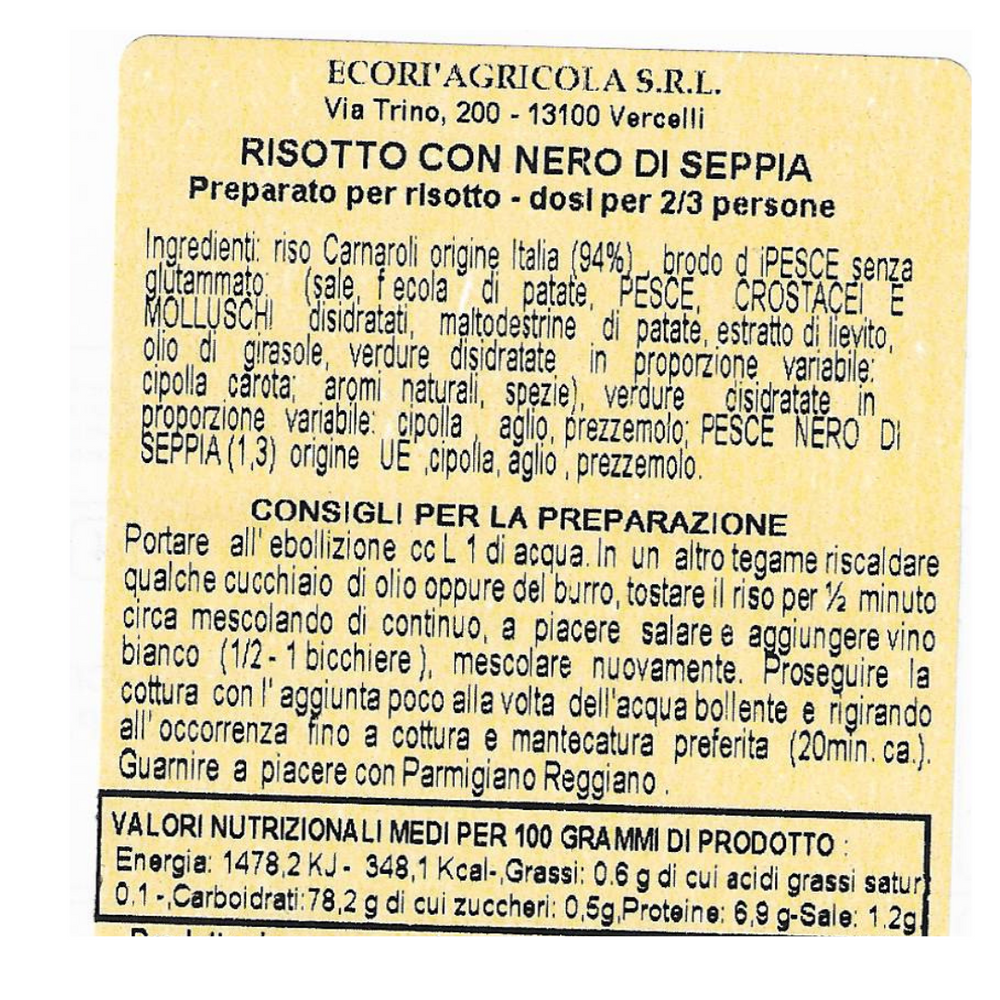 ECORI'AGRICOLA S.R.L.
Via Trino, 200 - 13100 Vercelli
RISOTTO CON NERO DI SEPPIA
Preparato per risotto - dosi per 2/3 persone
Ingredienti: riso Carnaroli origine Italia (94%) , brodo d iPESCE senza
glutammato: (sale, f ecola di patate, PESCE, CROSTACEI E
MOLLUSCHI disidratati, maltodestrine di patate, estratto di lievito,
olio di girasole, verdure disidratate in proporzione variabile:
cipolla carota; aromi naturali, spezie), verdure disidratate in
proporzione variabile: cipolla , aglio, prezzemolo; PESCE NERO DI
SEPPIA (1,3) origine UE ,cipolla, aglio , prezzemolo.
CONSIGLI PER LA PREPARAZIONE
Portare all' ebollizione cc L 1 di acqua. In un altro tegame riscaldare
qualche cucchiaio di olio oppure del burro, tostare il riso per ½ minuto
circa mescolando di continuo, a piacere salare e aggiungere vino
bianco (1/2 - 1 bicchiere ), mescolare nuovamente. Proseguire la
cottura con l' aggiunta poco alla volta dell'acqua bollente e rigirando
all' occorrenza fino a cottura e mantecatura preferita (20min. ca.).
Guarnire a piacere con Parmigiano Reggiano .
VALORI NUTRIZIONALI MEDI PER 100 GRAMMI DI PRODOTTO :
Energia: 1478,2 KJ - 348,1 Kcal-,Grassi: 0.6 g di cui acidi grassi satur
0.1 -,Carboidrati:78,2 g di cui zuccheri: 0,5g,Proteine: 6,9 g-Sale: 1.2g